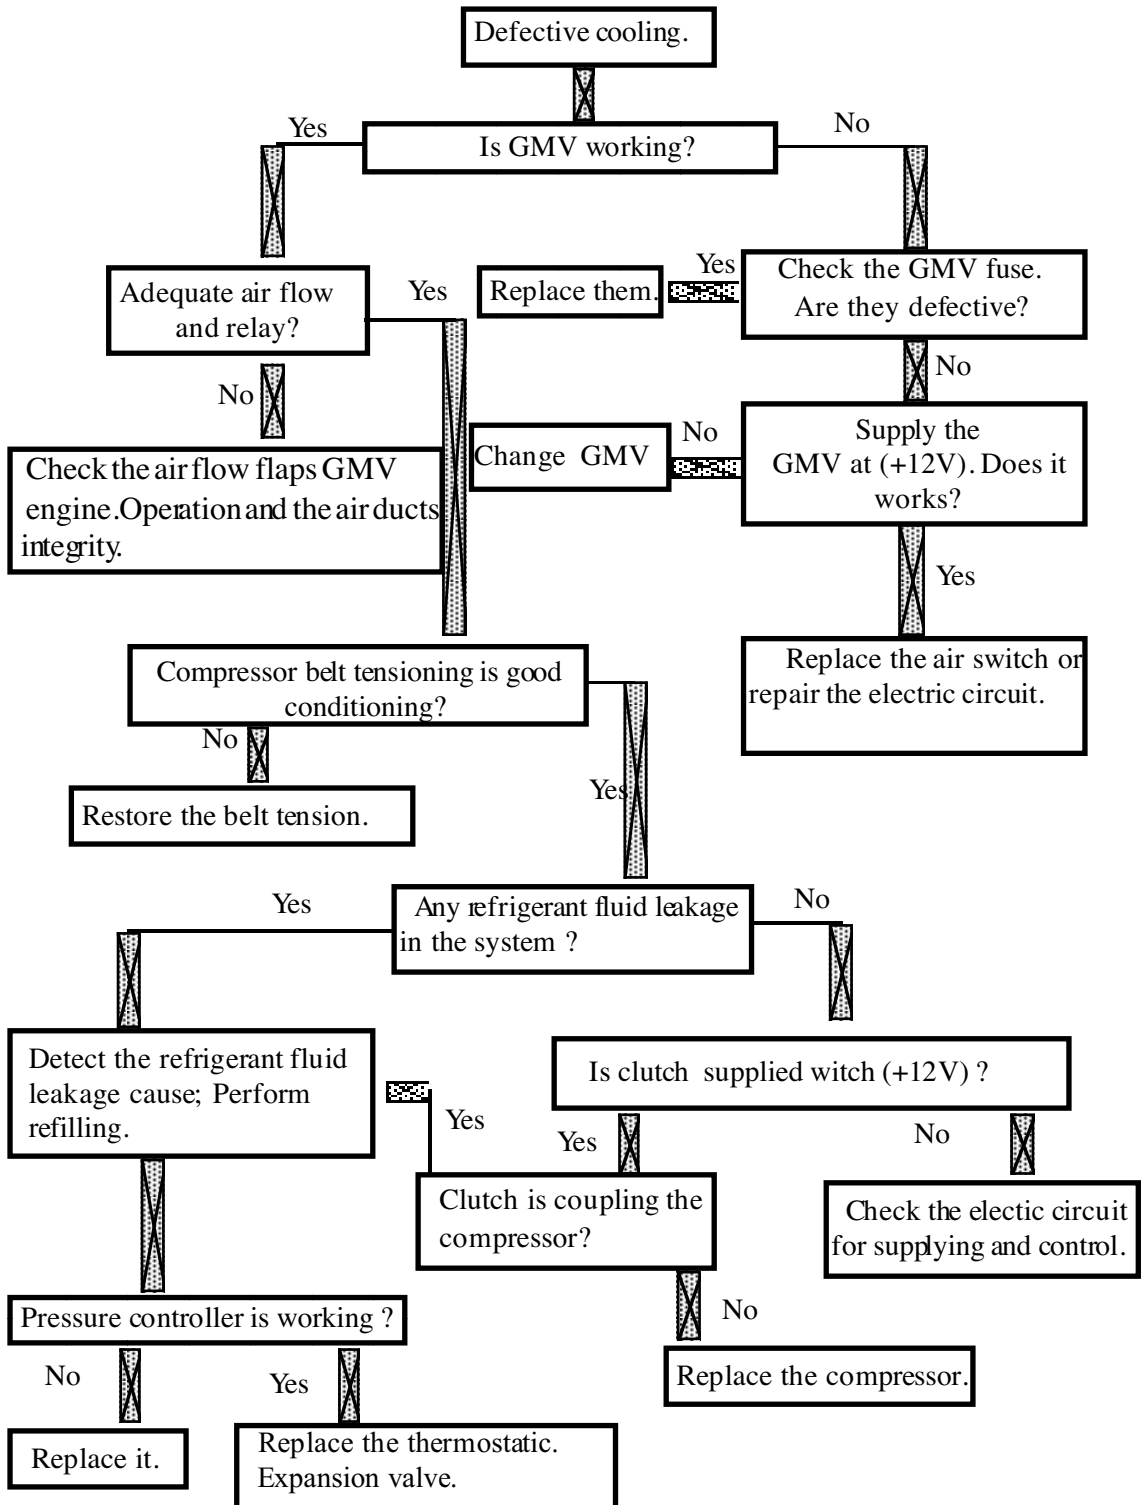 Defective cooling.
Yes
No
Is GMV working?
Adequate air flow
and relay?
Yes
Replace them.
Yes
Check the GMV fuse.
Are they defective?
No
No
Check the air flow flaps GMV
engine.Operation and the air ducts
integrity.
Change GMV
No
Supply the
GMV at (+12V). Does it
works?
Yes
Compressor belt tensioning is good
conditioning?
Replace the air switch or
repair the electric circuit.
No
Yes
Restore the belt tension.
Yes
Any refrigerant fluid leakage
in the system ?
No
Detect the refrigerant fluid
leakage cause; Perform
refilling.
Is clutch supplied witch (+12V) ?
Yes
Yes
No
Clutch is coupling the
compressor?
Check the electic circuit
for supplying and control.
Pressure controller is working ?
No
No
Yes
Replace the compressor.
Replace it.
Replace the thermostatic.
Expansion valve.